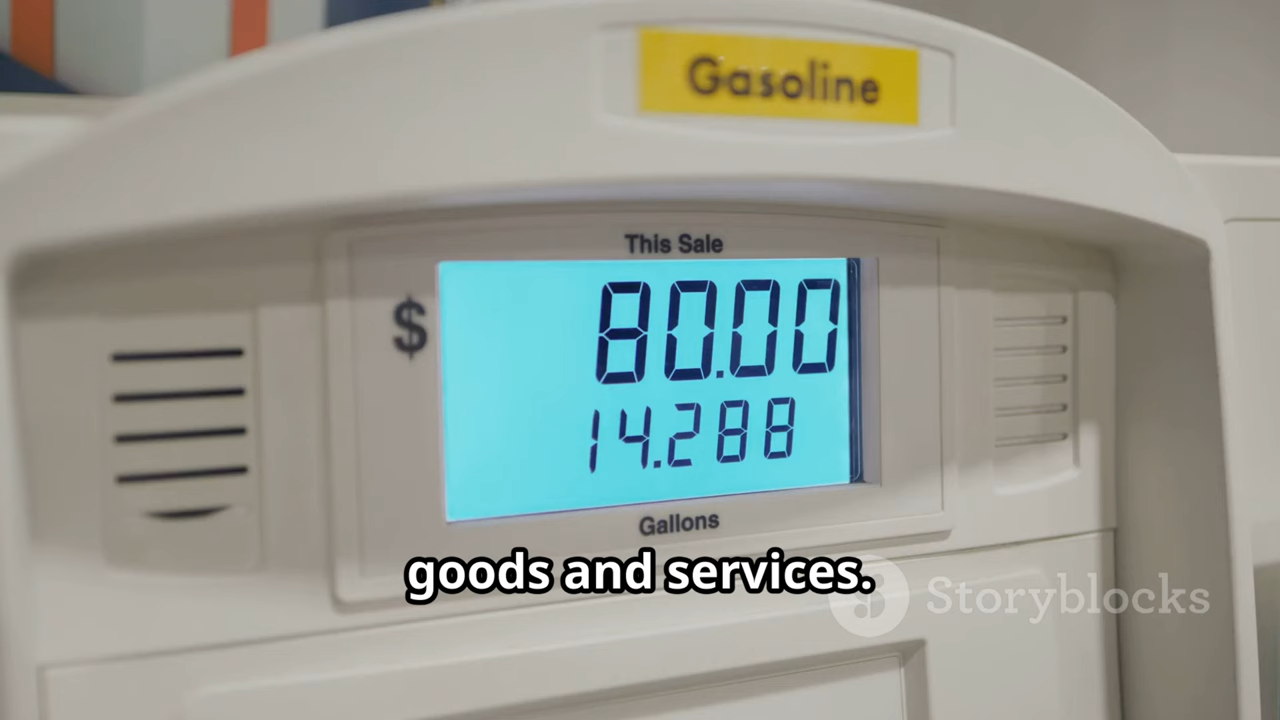 Gasoline
This Sale
$ 80.00
14.288
Gallons
goods and services.
Storyblocks